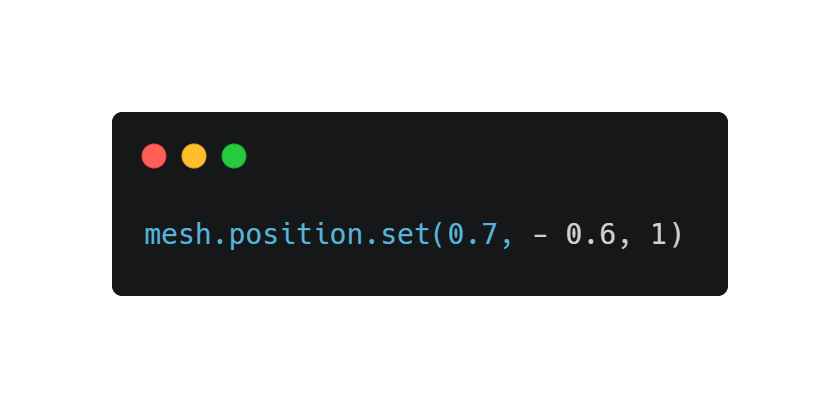 mesh.position.set(0.7, - 0.6, 1)